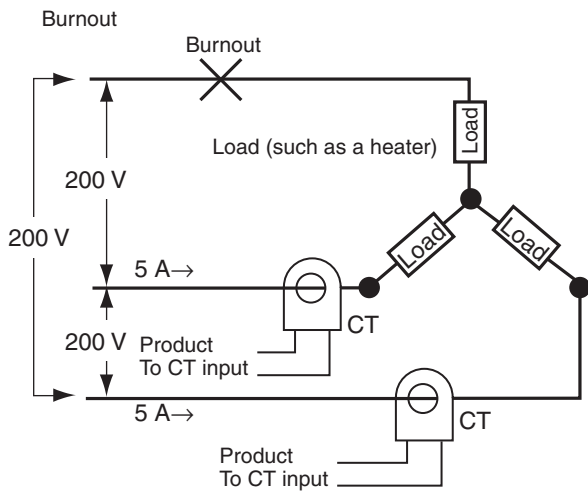 Burnout
Burnout
Load
Load (such as a heater)
200 V
Load
Load
200 V
5 A→
CT
200 V
Product
To CT input
5 A→
CT
Product
To CT input